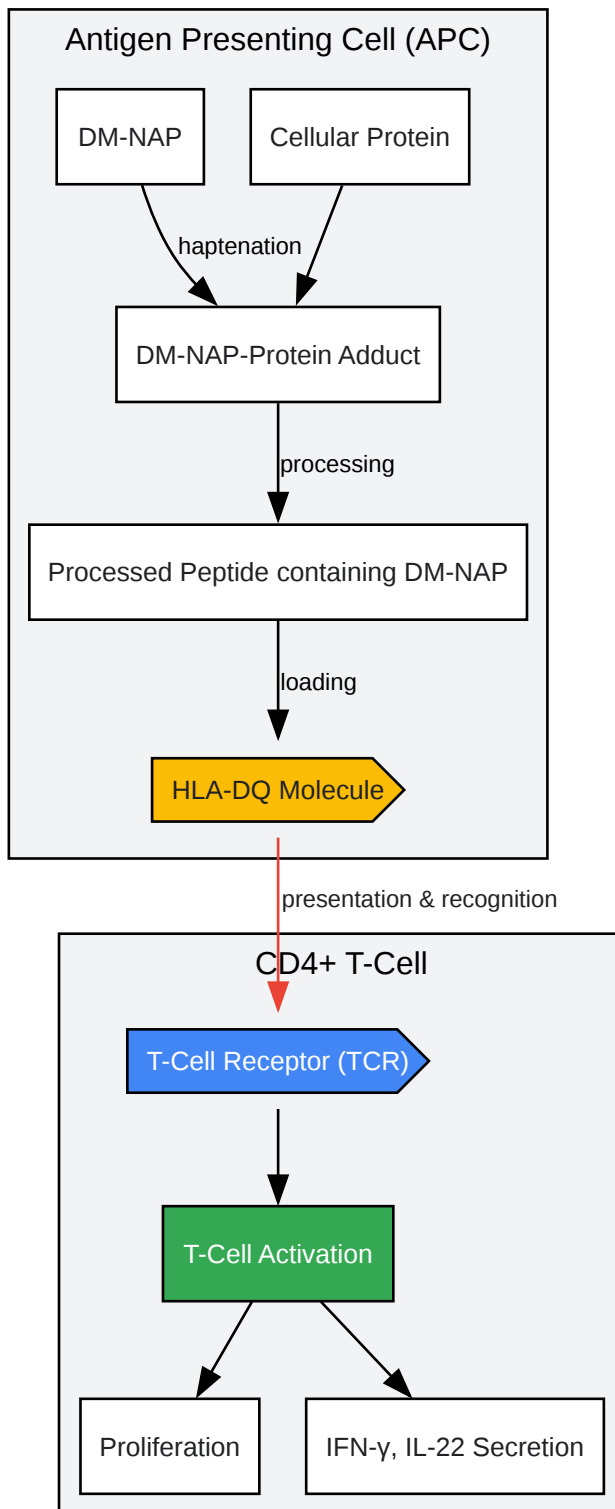 Antigen Presenting Cell (APC)
DM-NAP
Cellular Protein
haptenation
DM-NAP-Protein Adduct
processing
Processed Peptide containing DM-NAP
loading
HLA-DQ Molecule
presentation & recognition
CD4+ T-Cell
T-Cell Receptor (TCR)
T-Cell Activation
Proliferation
IFN-γ, IL-22 Secretion